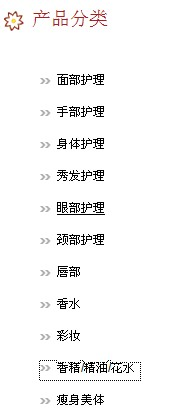 产品分类
面部护理
手部护理
身体护理
秀发护理
眼部护理
颈部护理
唇部
香水
彩妆
香精/精油/花水
瘦身美体